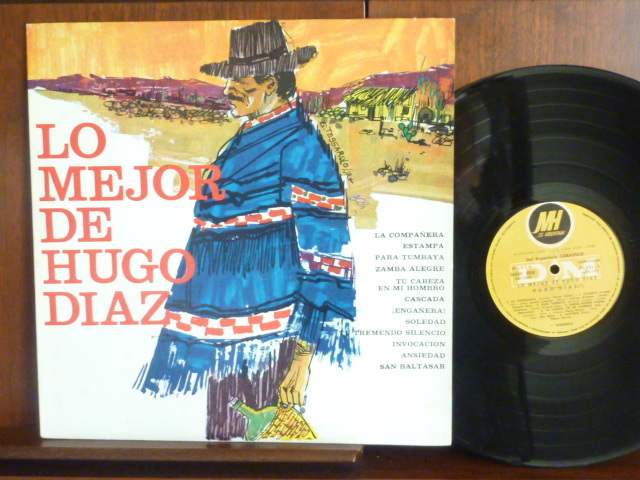 LO
MEJOR
DE
HUGO
DIAZ
LA COMPAÑERA
ESTAMPA
PARA TUMBAYA
ZAMBA ALEGRE
TU CABEZA
EN MI HOMBRO
CASCADA
¡ENGAÑERA!
SOLEDAD
TREMENDO SILENCIO
INVOCACION
ANSIEDAD
SAN BALTASAR
MH
DM